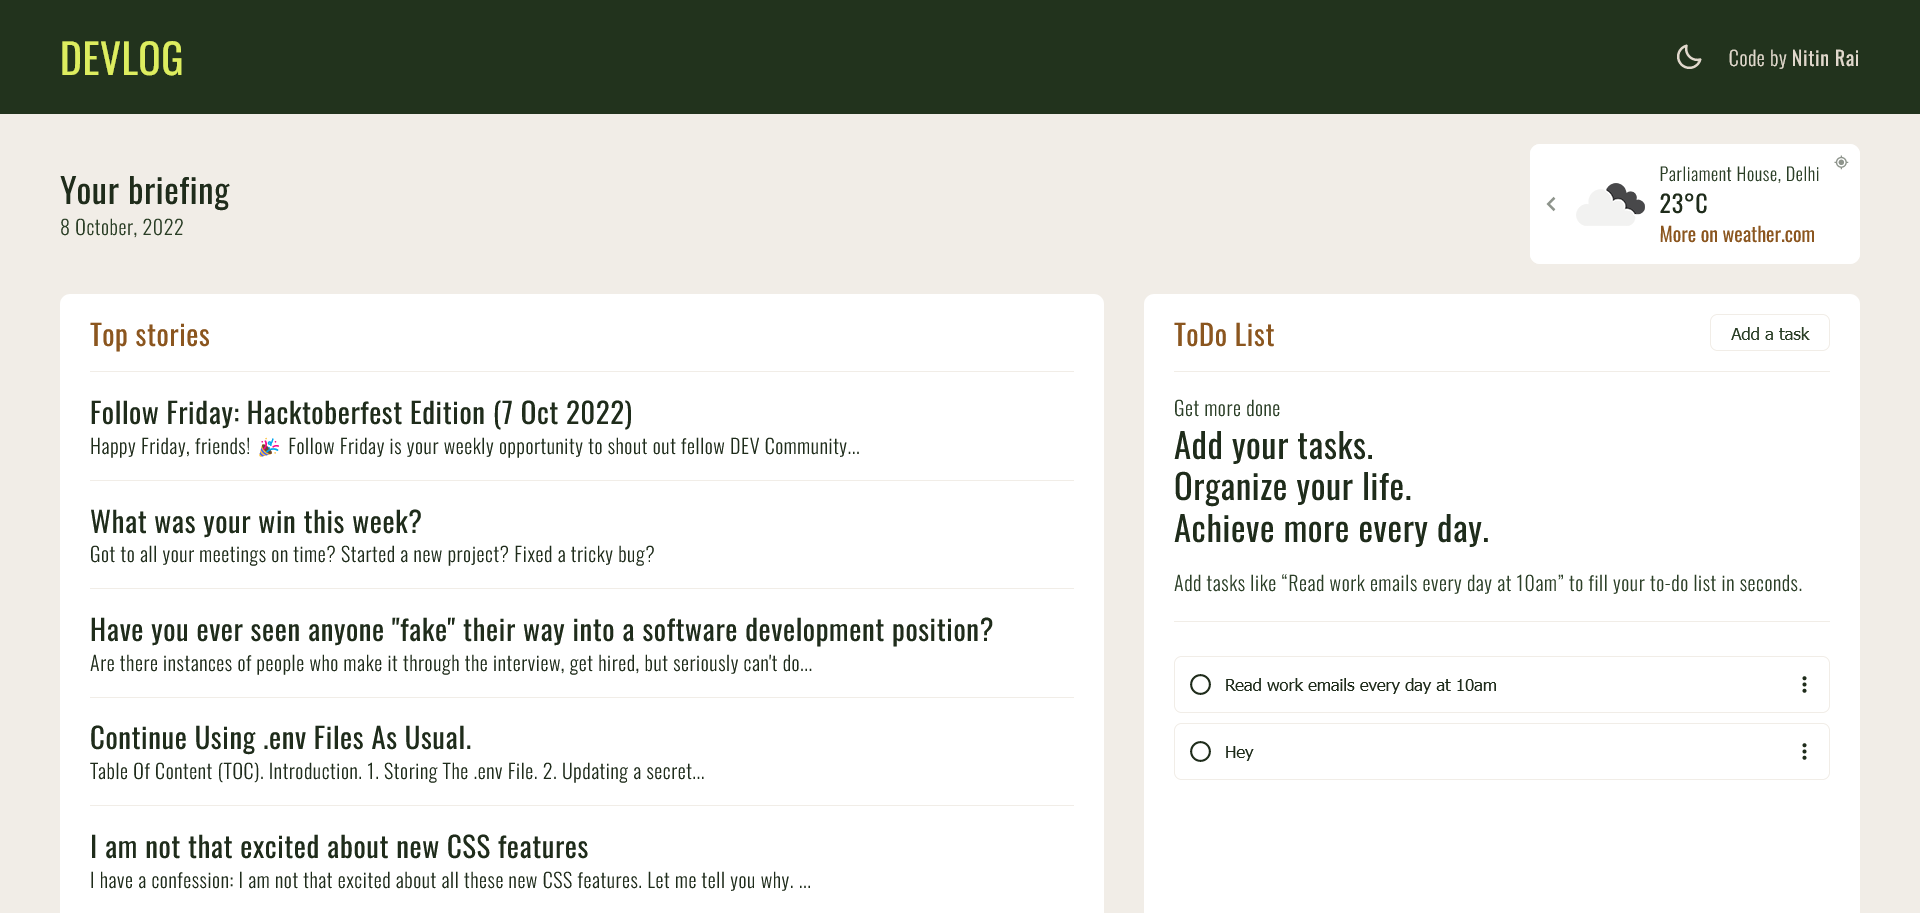 DEVLOG
Code by Nitin Rai
Your briefing
8 October, 2022
Parliament House, Delhi
23°C
More on weather.com
Top stories
Follow Friday: Hacktoberfest Edition (7 Oct 2022)
Happy Friday, friends! 🎉 Follow Friday is your weekly opportunity to shout out fellow DEV Community...
What was your win this week?
Got to all your meetings on time? Started a new project? Fixed a tricky bug?
Have you ever seen anyone "fake" their way into a software development position?
Are there instances of people who make it through the interview, get hired, but seriously can't do...
Continue Using .env Files As Usual.
Table Of Content (TOC). Introduction. 1. Storing The .env File. 2. Updating a secret...
I am not that excited about new CSS features
I have a confession: I am not that excited about all these new CSS features. Let me tell you why. ...
ToDo List
Add a task
Get more done
Add your tasks.
Organize your life.
Achieve more every day.
Add tasks like “Read work emails every day at 10am” to fill your to-do list in seconds.
Read work emails every day at 10am
Hey